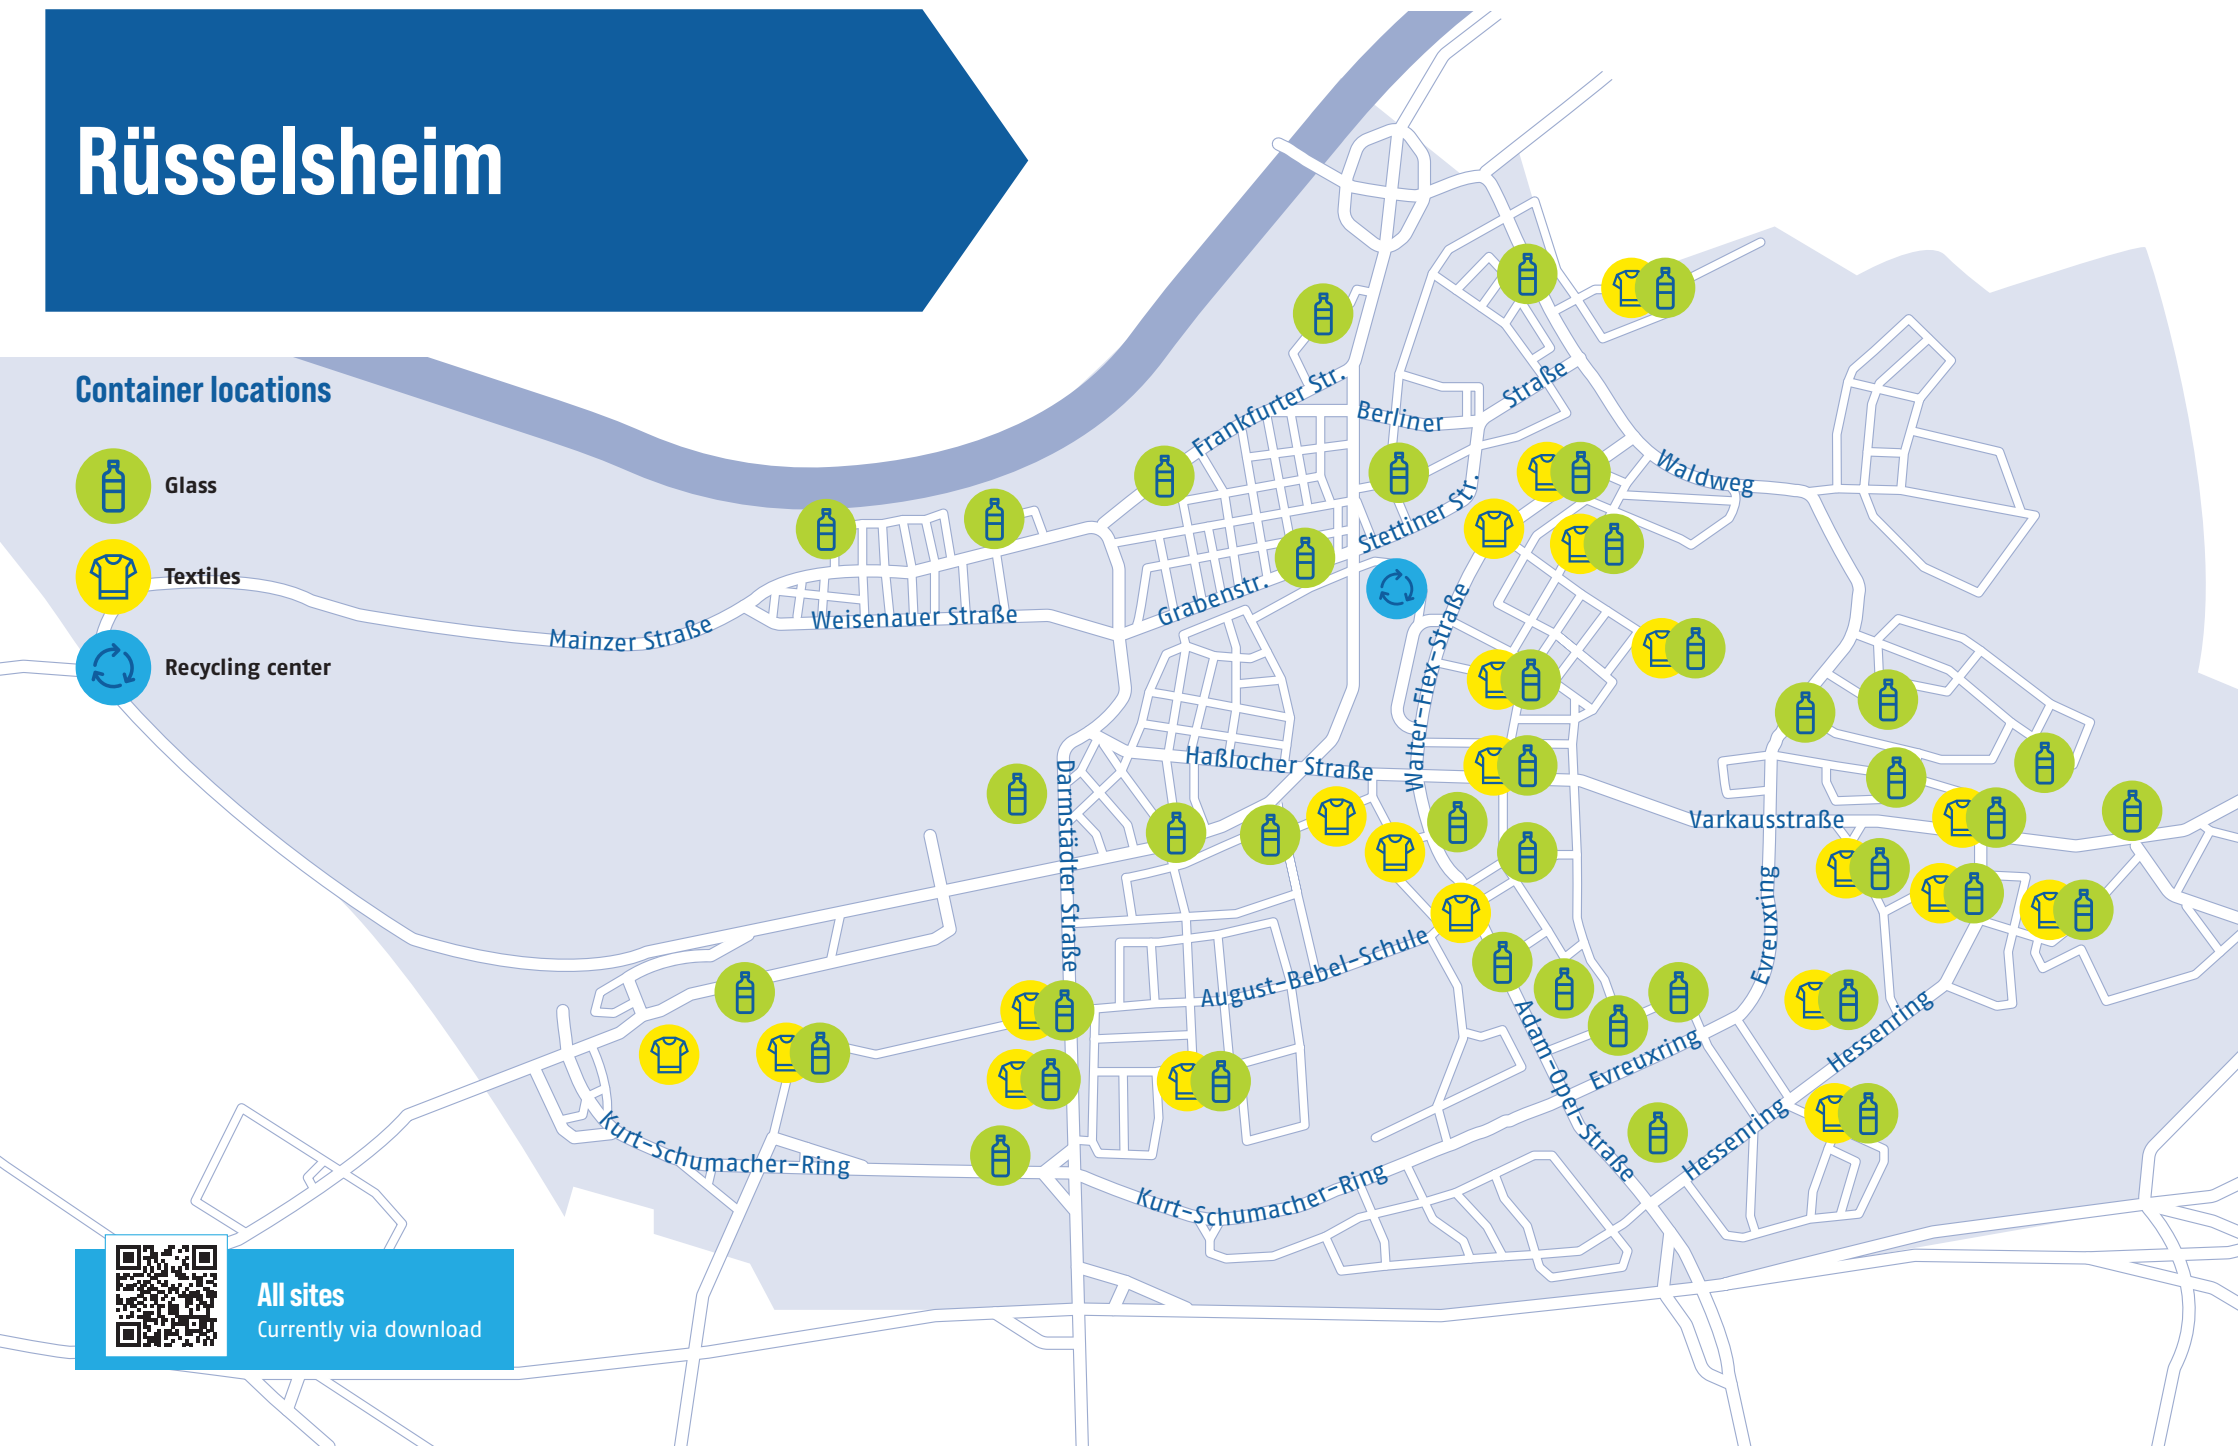 Rüsselsheim
Container locations
Glass
Textiles
Recycling center
Frankfurter Str.
Berliner Straße
Waldweg
Stettiner Str.
Grabenstr.
Weisenauer Straße
Mainzer Straße
Walter-Flex-Straße
Haßlocher Straße
Darmstädter Straße
Varkausstraße
Evreuxring
August-Bebel-Schule
Adam-Opel-Straße
Evreuxring
Hessenring
Hessenring
Kurt-Schumacher-Ring
Kurt-Schumacher-Ring
All sites
Currently via download